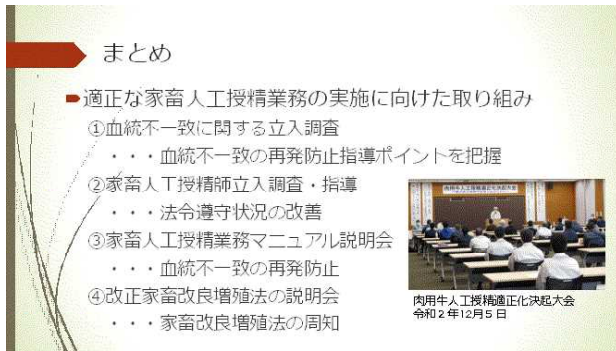 まとめ
適正な家畜人工授精業務の実施に向けた取り組み
①血統不一致に関する立入調査
・・・血統不一致の再発防止指導ポイントを把握
②家畜人工授精師立入調査・指導
・・・法令遵守状況の改善
③家畜人工授精業務マニュアル説明会
・・・血統不一致の再発防止
④改正家畜改良増殖法の説明会
・・・家畜改良増殖法の周知
肉用牛人工授精適正化決起大会
肉用牛人工授精適正化決起大会
令和2年12月5日